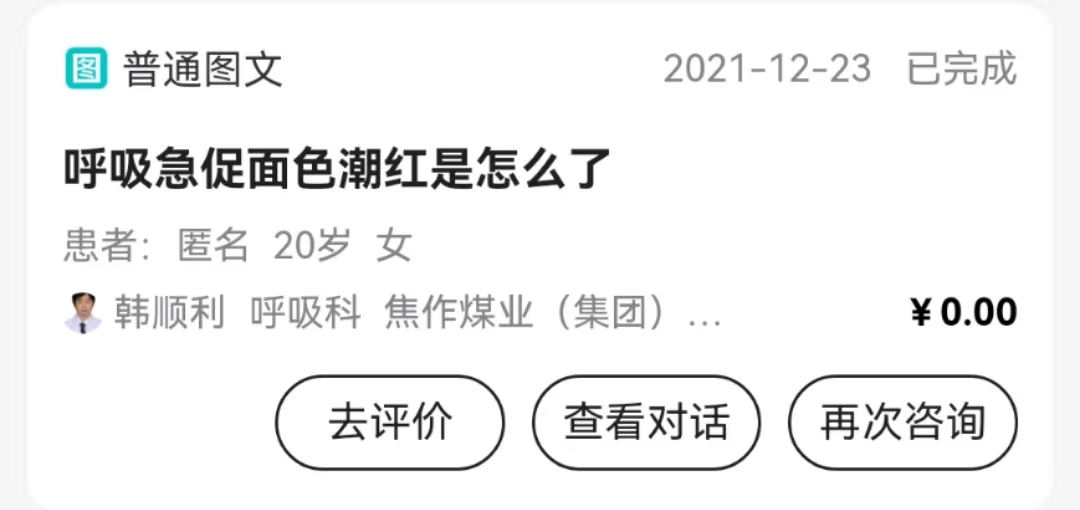 图 普通图文 2021-12-23 已完成
呼吸急促面色潮红是怎么了
患者：匿名 20岁 女
韩顺利 呼吸科 焦作煤业（集团）... ¥0.00
去评价 查看对话 再次咨询